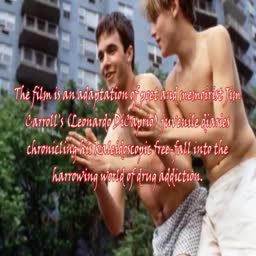 The film is an adaptation of poet and memoirist Jim
Carroll's (Leonardo DiCaprio) juvenile diaries
chronicling his kaleidoscopic free-fall into the
harrowing world of drug addiction.